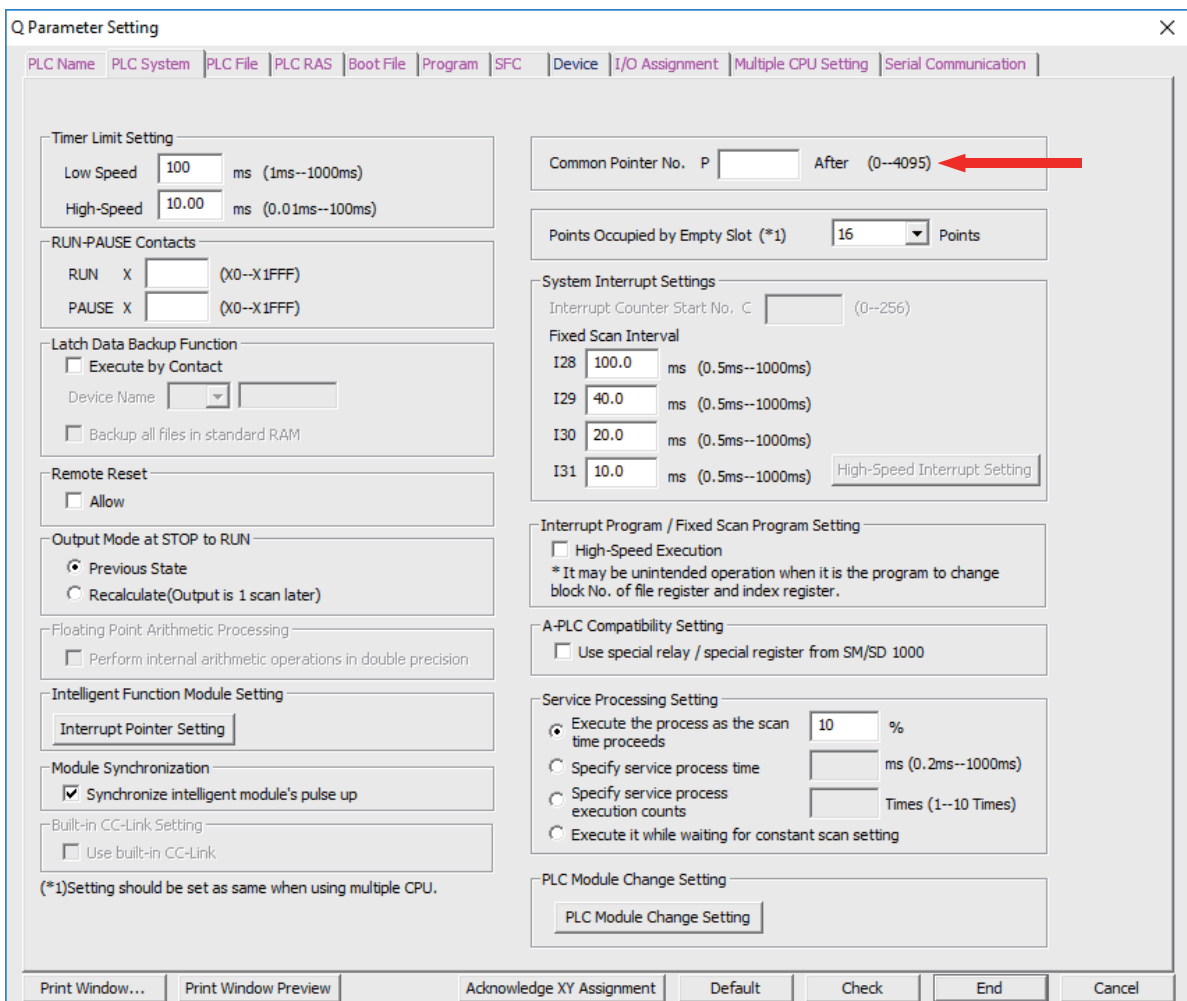 Q Parameter Setting
PLC Name PLC System PLC File PLC RAS Boot File Program SFC Device I/O Assignment Multiple CPU Setting Serial Communication
Timer Limit Setting
Low Speed 100 ms (1ms--1000ms)
High-Speed 10.00 ms (0.01ms--100ms)
RUN-PAUSE Contacts
RUN X (X0--X1FFF)
PAUSE X (X0--X1FFF)
Latch Data Backup Function
Execute by Contact
Device Name
Backup all files in standard RAM
Remote Reset
Allow
Output Mode at STOP to RUN
Previous State
Recalculate(Output is 1 scan later)
Floating Point Arithmetic Processing
Perform internal arithmetic operations in double precision
Intelligent Function Module Setting
Interrupt Pointer Setting
Module Synchronization
Synchronize intelligent module's pulse up
Built-in CC-Link Setting
Use built-in CC-Link
(*1)Setting should be set as same when using multiple CPU.
Common Pointer No. P After (0--4095)
Points Occupied by Empty Slot (*1) 16 Points
System Interrupt Settings
Interrupt Counter Start No. C (0--256)
Fixed Scan Interval
I28 100.0 ms (0.5ms--1000ms)
I29 40.0 ms (0.5ms--1000ms)
I30 20.0 ms (0.5ms--1000ms)
I31 10.0 ms (0.5ms--1000ms) High-Speed Interrupt Setting
Interrupt Program / Fixed Scan Program Setting
High-Speed Execution
* It may be unintended operation when it is the program to change
block No. of file register and index register.
A-PLC Compatibility Setting
Use special relay / special register from SM/SD 1000
Service Processing Setting
Execute the process as the scan
time proceeds 10 %
Specify service process time ms (0.2ms--1000ms)
Specify service process
execution counts Times (1--10 Times)
Execute it while waiting for constant scan setting
PLC Module Change Setting
PLC Module Change Setting
Print Window... Print Window Preview Acknowledge XY Assignment Default Check End Cancel